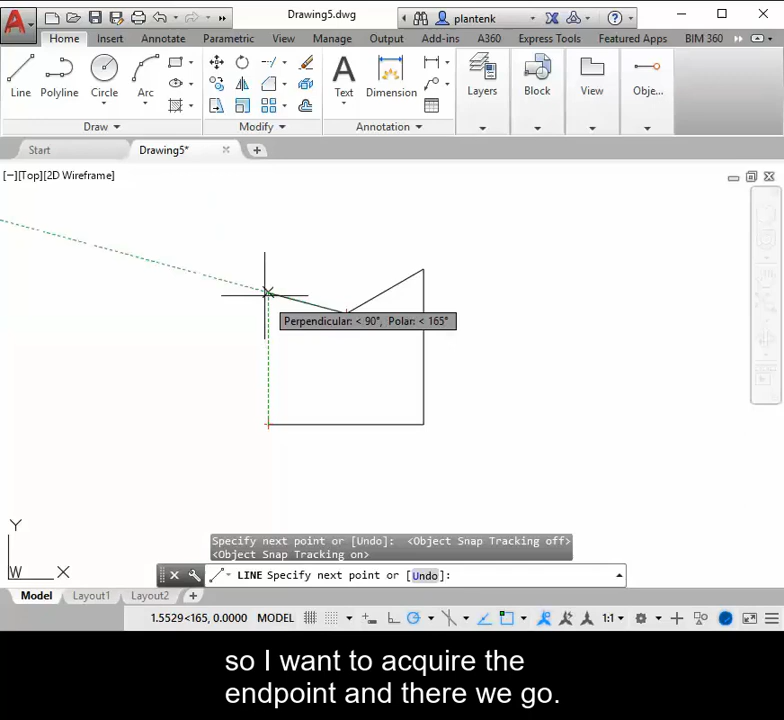 A Drawing5.dwg plantenk
Home Insert Annotate Parametric View Manage Output Add-ins A360 Express Tools Featured Apps BIM 360
Line Polyline Circle Arc Text Dimension Layers Block View Obje...
Draw Modify Annotation
Start Drawing5*
[−][Top][2D Wireframe]
Perpendicular: < 90°, Polar: < 165°
Y
W X
Specify next point or [Undo]: <Object Snap Tracking off>
<Object Snap Tracking on>
LINE Specify next point or [Undo]:
Model Layout1 Layout2
1.5529<165, 0.0000 MODEL 1:1
so I want to acquire the
endpoint and there we go.